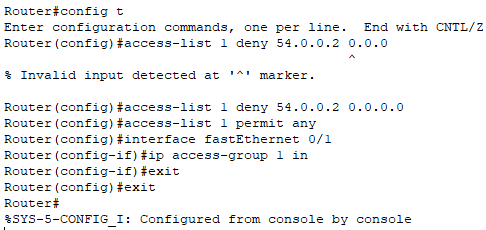 Router#config t
Enter configuration commands, one per line.  End with CNTL/Z
Router(config)#access-list 1 deny 54.0.0.2 0.0.0
                                           ^
% Invalid input detected at '^' marker.
Router(config)#access-list 1 deny 54.0.0.2 0.0.0.0
Router(config)#access-list 1 permit any
Router(config)#interface fastEthernet 0/1
Router(config-if)#ip access-group 1 in
Router(config-if)#exit
Router(config)#exit
Router#
%SYS-5-CONFIG_I: Configured from console by console